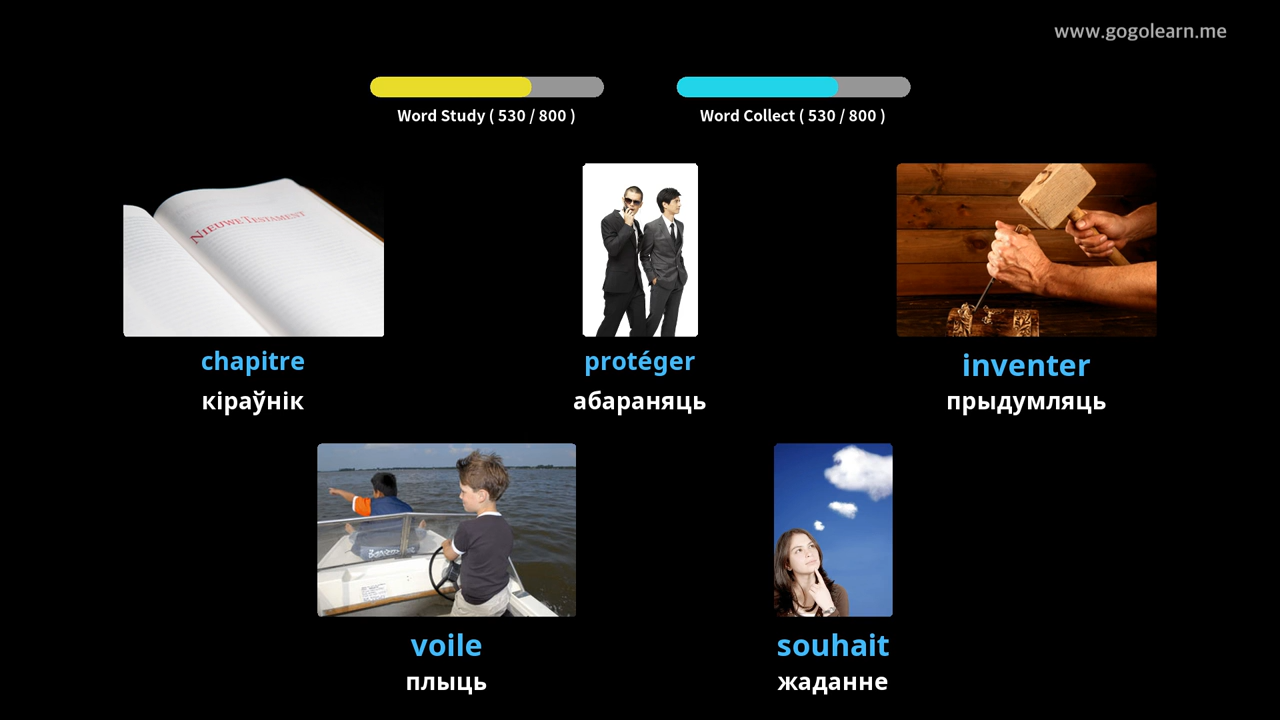 www.gogolearn.me
Word Study ( 530 / 800 )
Word Collect ( 530 / 800 )
NIEUWE TESTAMENT
chapitre
кіраўнік
protéger
абараняць
inventer
прыдумляць
voile
плыць
souhait
жаданне